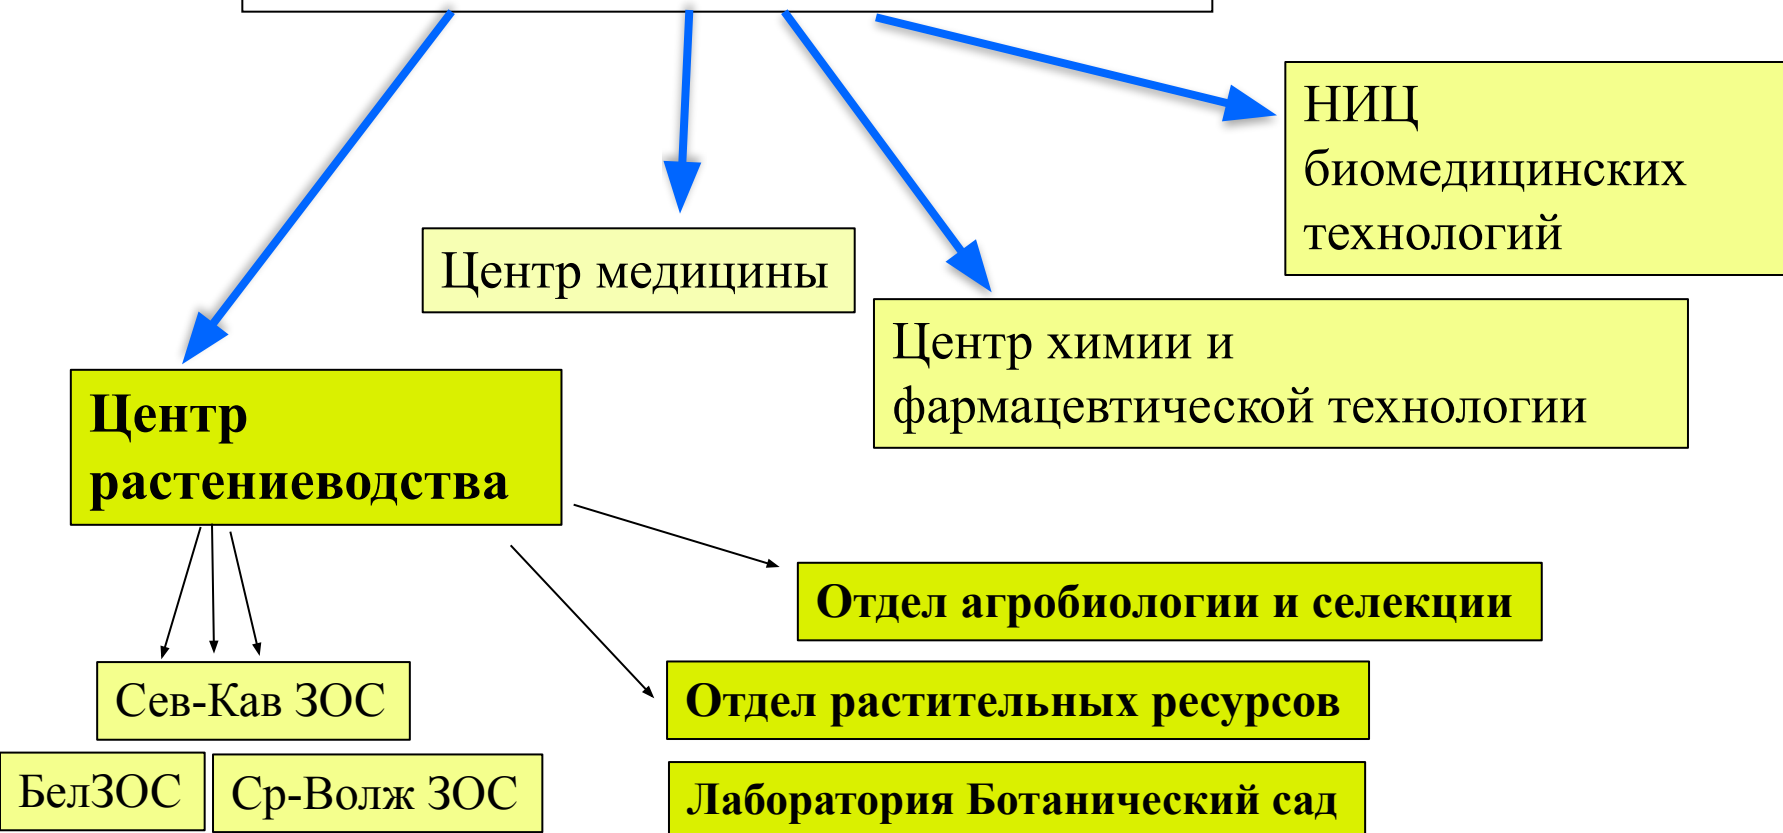 НИЦ
биомедицинских
технологий
Центр медицины
Центр химии и
фармацевтической технологии
Центр
растениеводства
Отдел агробиологии и селекции
Сев-Кав ЗОС
Отдел растительных ресурсов
БелЗОС
Ср-Волж ЗОС
Лаборатория Ботанический сад